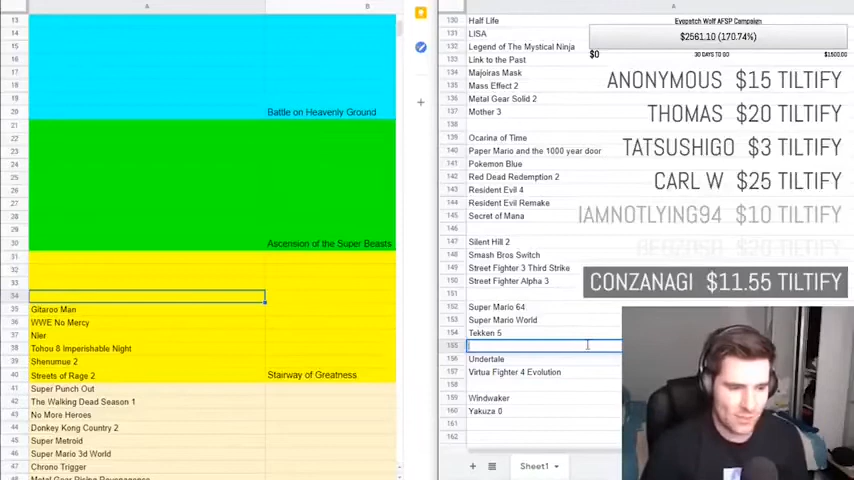 A
B
13
14
15
16
17
18
19
20 Battle on Heavenly Ground
21
22
23
24
25
26
27
28
29
30 Ascension of the Super Beasts
31
32
33
34
35 Gitaroo Man
36 WWE No Mercy
37 Nier
38 Tohou 8 Imperishable Night
39 Shenumue 2
40 Streets of Rage 2 Stairway of Greatness
41 Super Punch Out
42 The Walking Dead Season 1
43 No More Heroes
44 Donkey Kong Country 2
45 Super Metroid
46 Super Mario 3d World
47 Chrono Trigger
48 Metal Gear Rising Revengeance
A
130 Half Life
131 LISA
132 Legend of The Mystical Ninja
133 Link to the Past
134 Majoiras Mask
135 Mass Effect 2
136 Metal Gear Solid 2
137 Mother 3
138
139 Ocarina of Time
140 Paper Mario and the 1000 year door
141 Pokemon Blue
142 Red Dead Redemption 2
143 Resident Evil 4
144 Resident Evil Remake
145 Secret of Mana
146
147 Silent Hill 2
148 Smash Bros Switch
149 Street Fighter 3 Third Strike
150 Street Fighter Alpha 3
151
152 Super Mario 64
153 Super Mario World
154 Tekken 5
155
156 Undertale
157 Virtua Fighter 4 Evolution
158
159 Windwaker
160 Yakuza 0
161
162
Sheet1
Eyepatch Wolf AFSP Campaign
$2561.10 (170.74%)
$0 30 DAYS TO GO $1500.00
ANONYMOUS $15 TILTIFY
THOMAS $20 TILTIFY
TATSUSHIGO $3 TILTIFY
CARL W $25 TILTIFY
IAMNOTLYING94 $10 TILTIFY
CONZANAGI $11.55 TILTIFY